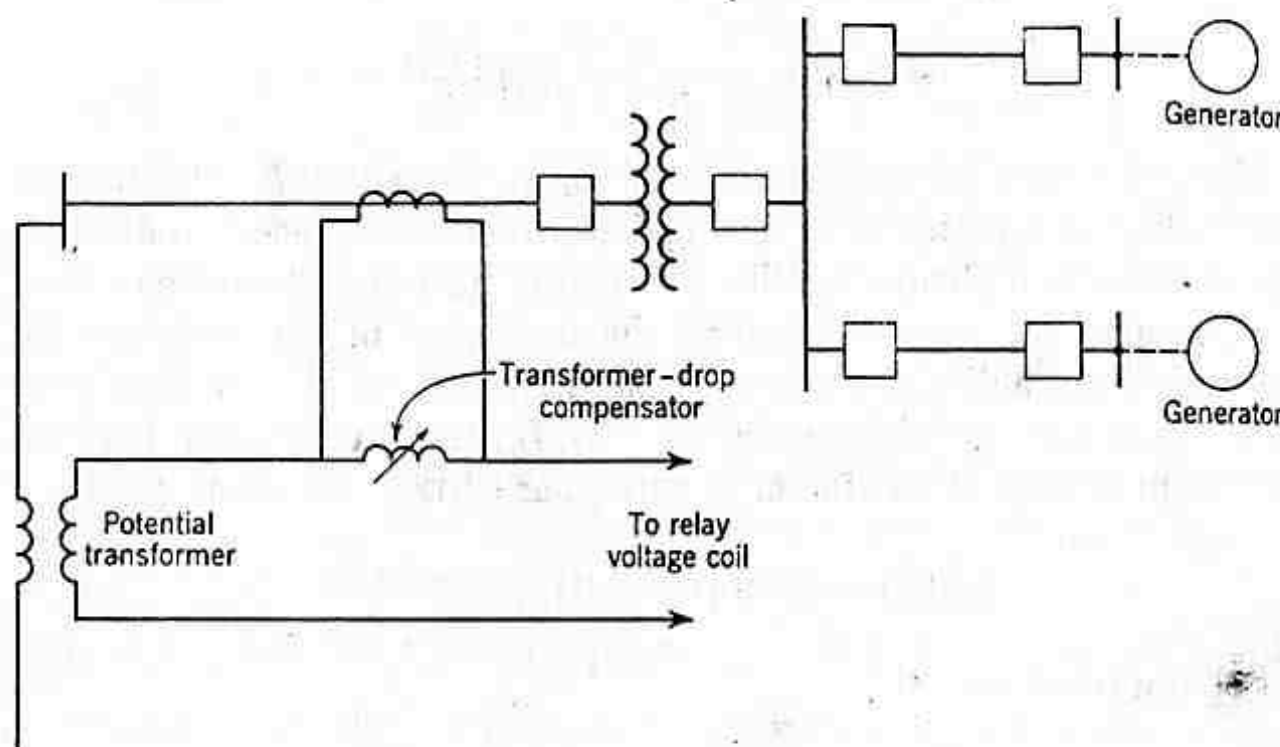 Generator
Transformer-drop
compensator
Generator
Potential
transformer
To relay
voltage coil